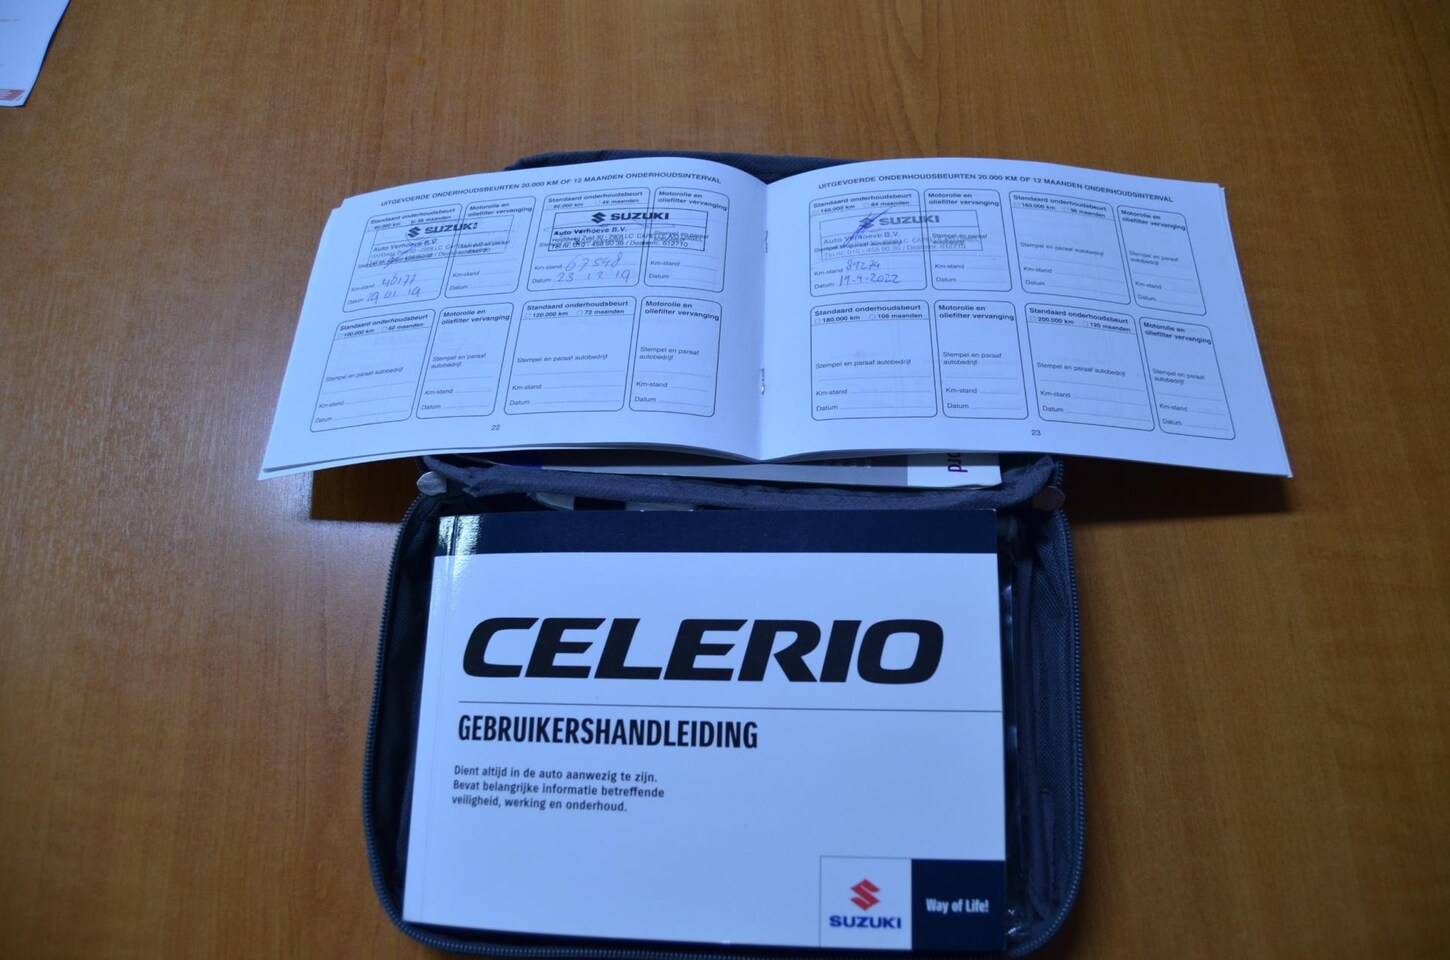 UITGEVOERDE ONDERHOUDSBEURTEN 20.000 KM OF 12 MAANDEN ONDERHOUDSINTERVAL
Standaard onderhoudsbeurt
Motorolie en
oliefilter vervanging
SUZUKI
Auto Verhoeve B.V.
Km-stand 40177
Datum 29 01 19
Km-stand
Datum
Standaard onderhoudsbeurt
80.000 km 48 maanden
Motorolie en
oliefilter vervanging
SUZUKI
Auto Verhoeve B.V.
Km-stand 67548
Datum 23 12 19
Km-stand
Datum
Standaard onderhoudsbeurt
100.000 km 60 maanden
Stempel en paraaf autobedrijf
Km-stand
Datum
Motorolie en
oliefilter vervanging
Stempel en paraaf
autobedrijf
Km-stand
Datum
Standaard onderhoudsbeurt
120.000 km 72 maanden
Stempel en paraaf autobedrijf
Km-stand
Datum
Motorolie en
oliefilter vervanging
Stempel en paraaf
autobedrijf
Km-stand
Datum
22
UITGEVOERDE ONDERHOUDSBEURTEN 20.000 KM OF 12 MAANDEN ONDERHOUDSINTERVAL
Standaard onderhoudsbeurt
140.000 km 84 maanden
Motorolie en
oliefilter vervanging
SUZUKI
Auto Verhoeve B.V.
Km-stand 81274
Datum 19-4-2022
Km-stand
Datum
Standaard onderhoudsbeurt
160.000 km 96 maanden
Stempel en paraaf autobedrijf
Km-stand
Datum
Motorolie en
oliefilter vervanging
Stempel en paraaf
autobedrijf
Km-stand
Datum
Standaard onderhoudsbeurt
180.000 km 108 maanden
Stempel en paraaf autobedrijf
Km-stand
Datum
Motorolie en
oliefilter vervanging
Stempel en paraaf
autobedrijf
Km-stand
Datum
Standaard onderhoudsbeurt
200.000 km 120 maanden
Stempel en paraaf autobedrijf
Km-stand
Datum
Motorolie en
oliefilter vervanging
Stempel en paraaf
autobedrijf
Km-stand
Datum
23
CELERIO
GEBRUIKERSHANDLEIDING
Dient altijd in de auto aanwezig te zijn.
Bevat belangrijke informatie betreffende
veiligheid, werking en onderhoud.
SUZUKI
Way of Life!